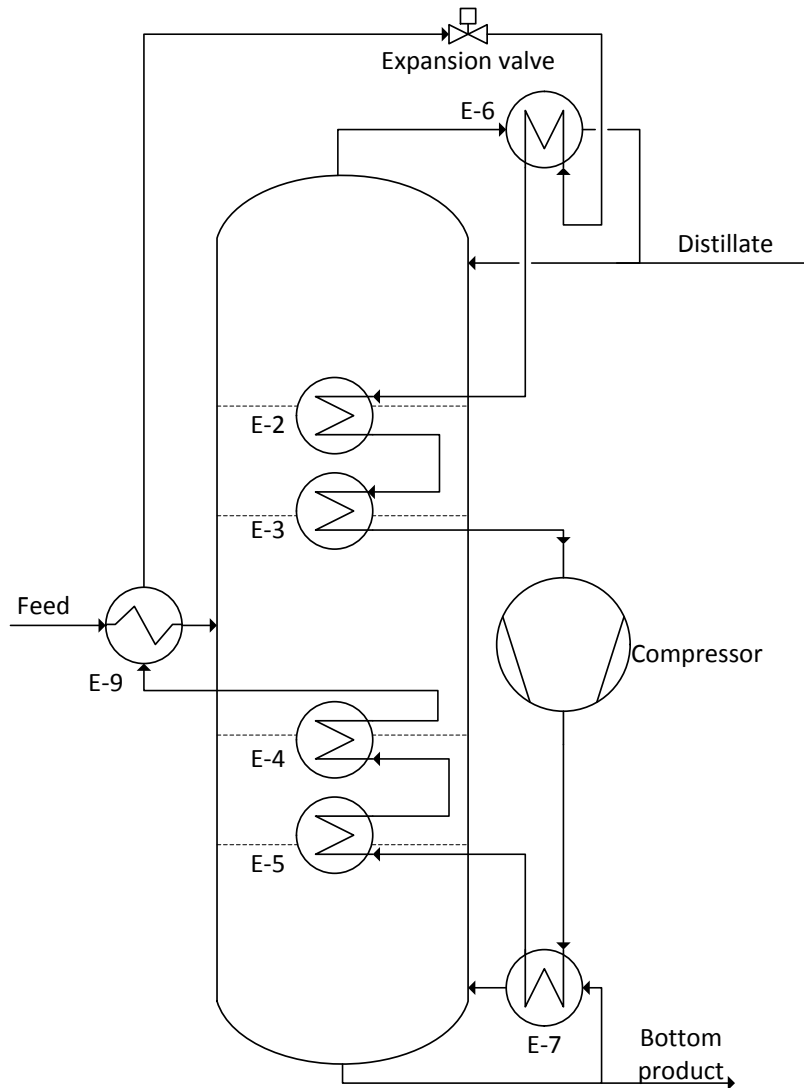 Expansion valve
E-6
Distillate
E-2
E-3
Feed
Compressor
E-9
E-4
E-5
E-7
Bottom
product